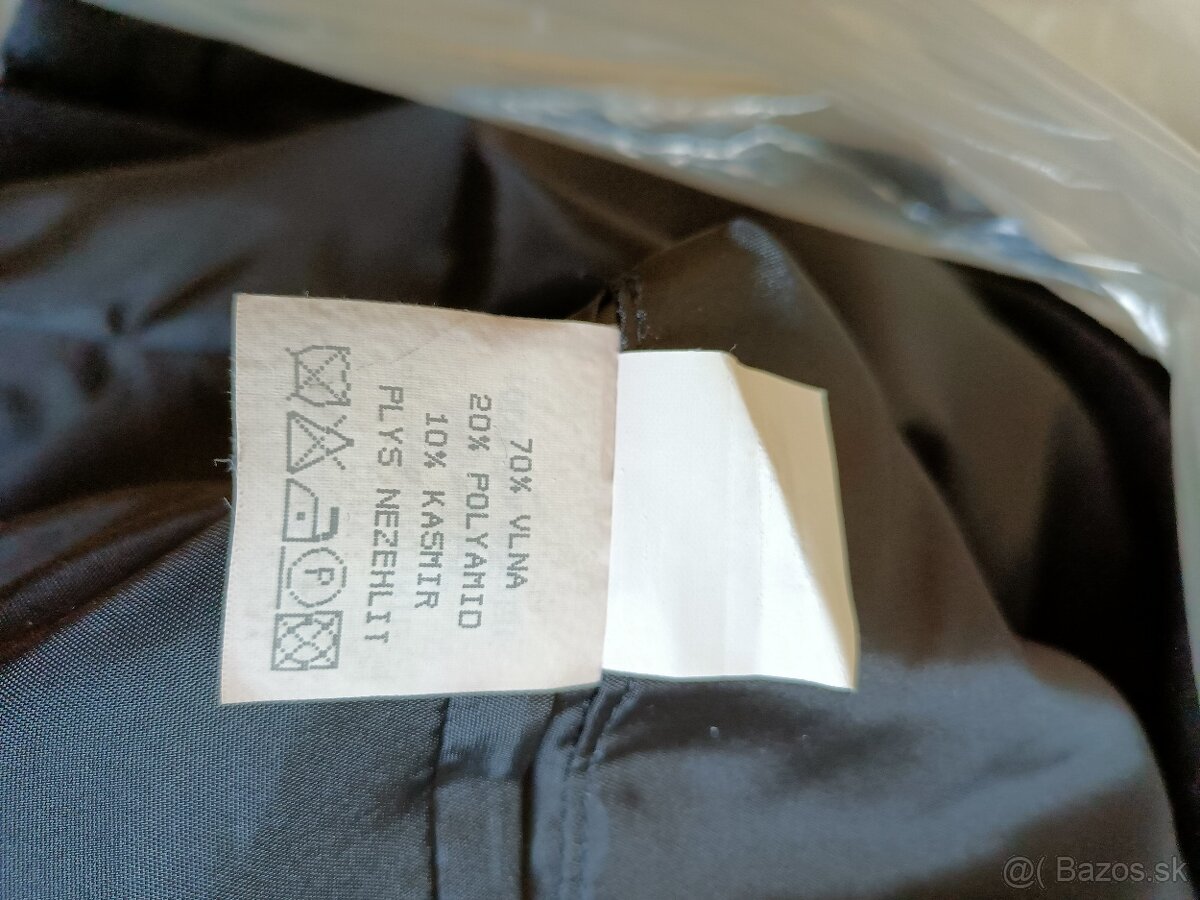 70% VLNA
20% POLYAMID
10% KASMIR
PLYS NEZEHLIT
P
@( Bazos.sk